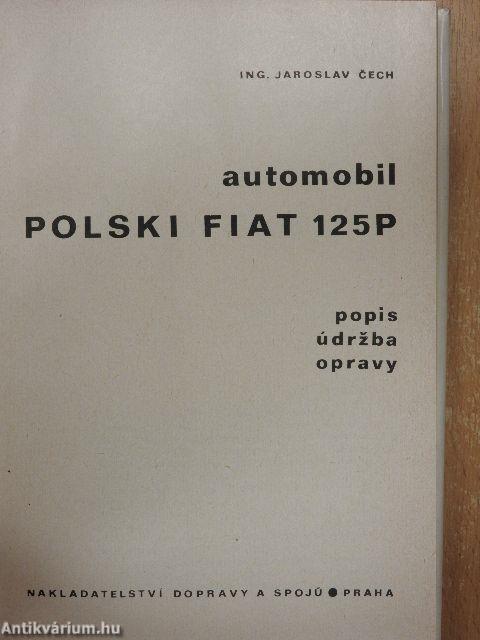 ING. JAROSLAV ČECH
automobil
POLSKI FIAT 125P
popis
údržba
opravy
NAKLADATELSTVÍ DOPRAVY A SPOJŮ ● PRAHA
Antikvárium.hu